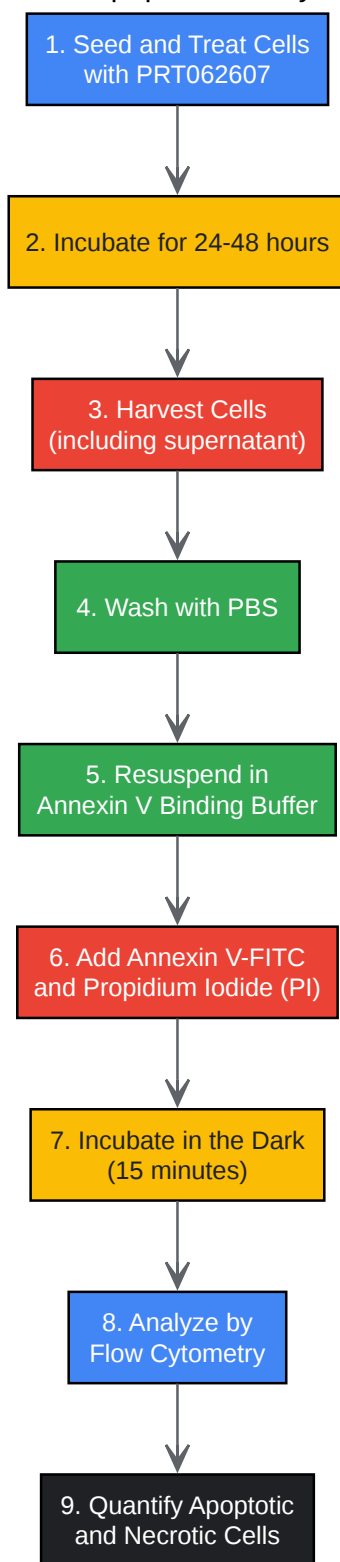 1. Seed and Treat Cells
with PRT062607
2. Incubate for 24-48 hours
3. Harvest Cells
(including supernatant)
4. Wash with PBS
5. Resuspend in
Annexin V Binding Buffer
6. Add Annexin V-FITC
and Propidium Iodide (PI)
7. Incubate in the Dark
(15 minutes)
8. Analyze by
Flow Cytometry
9. Quantify Apoptotic
and Necrotic Cells